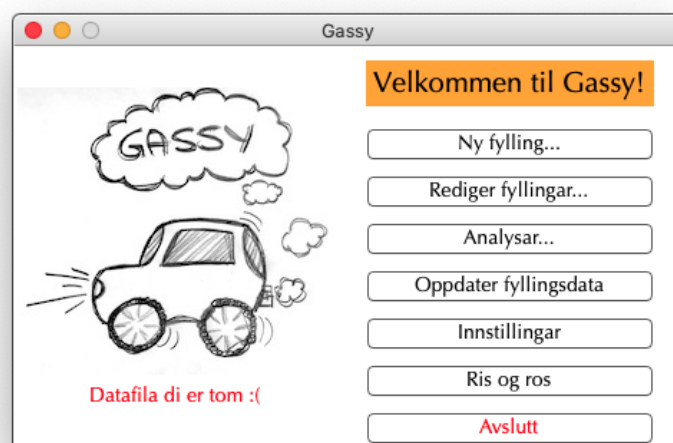 Gassy
GASSY
Datafila di er tom :(
Velkommen til Gassy!
Ny fylling...
Rediger fyllingar...
Analysar...
Oppdater fyllingsdata
Innstillingar
Ris og ros
Avslutt